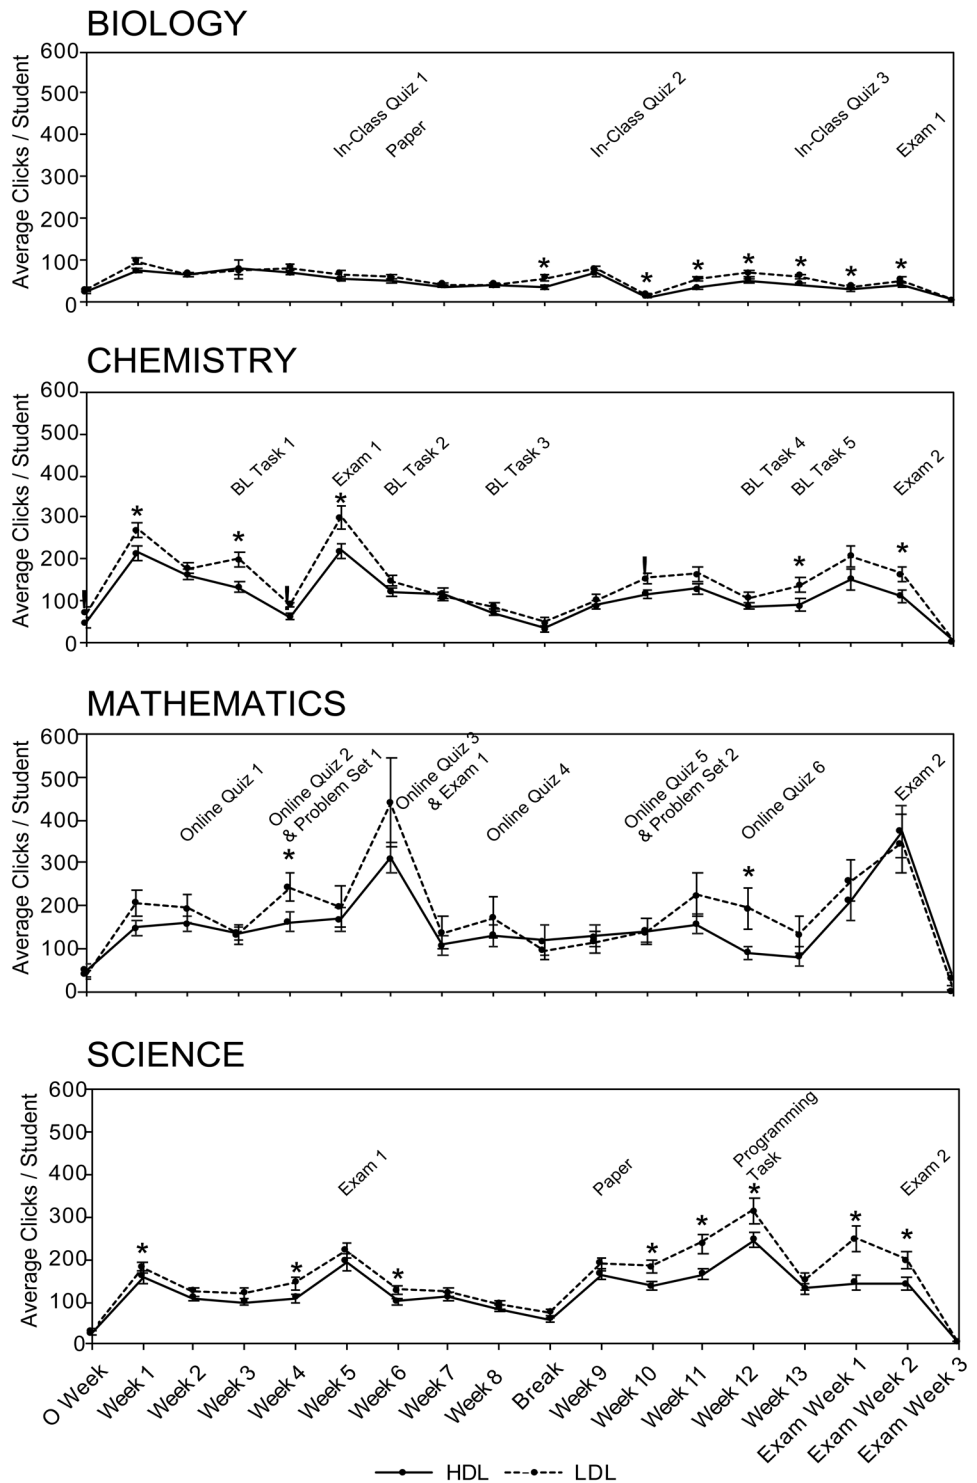 BIOLOGY
Average Clicks / Student
600
500
400
300
200
100
0
In-Class Quiz 1
Paper
In-Class Quiz 2
In-Class Quiz 3
Exam 1
*
*
*
*
*
*
*
CHEMISTRY
Average Clicks / Student
600
500
400
300
200
100
0
BL Task 1
Exam 1
BL Task 2
BL Task 3
BL Task 4
BL Task 5
Exam 2
!
*
*
!
*
!
*
*
MATHEMATICS
Average Clicks / Student
600
500
400
300
200
100
0
Online Quiz 1
Online Quiz 2
& Problem Set 1
Online Quiz 3
& Exam 1
Online Quiz 4
Online Quiz 5
& Problem Set 2
Online Quiz 6
Exam 2
*
*
SCIENCE
Average Clicks / Student
600
500
400
300
200
100
0
Exam 1
Paper
Programming
Task
Exam 2
*
*
*
*
*
*
*
*
O Week
Week 1
Week 2
Week 3
Week 4
Week 5
Week 6
Week 7
Week 8
Break
Week 9
Week 10
Week 11
Week 12
Week 13
Exam Week 1
Exam Week 2
Exam Week 3
HDL
LDL